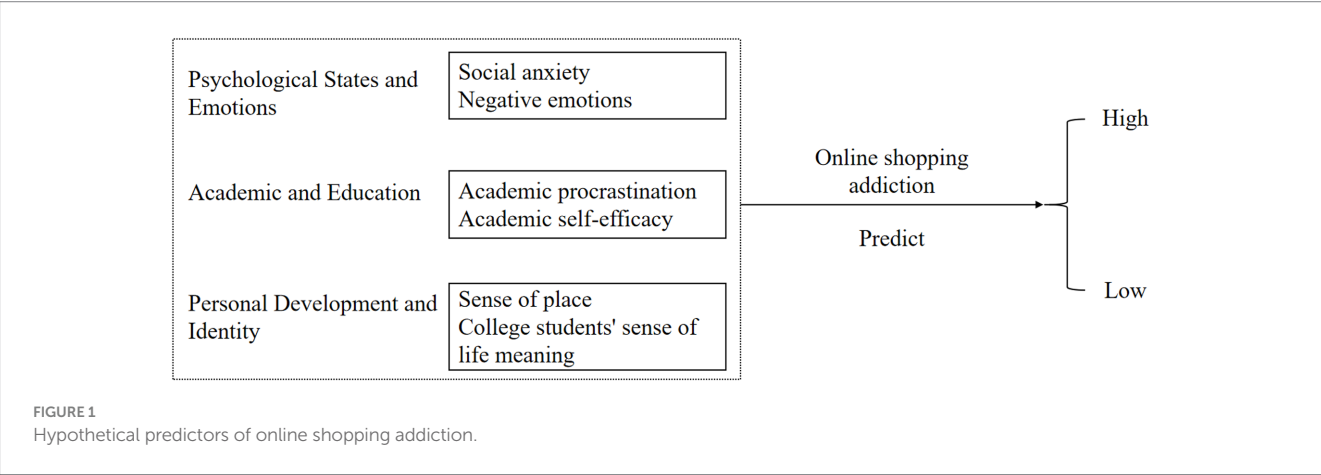 Psychological States and
Emotions
Social anxiety
Negative emotions
Academic and Education
Academic procrastination
Academic self-efficacy
Personal Development and
Identity
Sense of place
College students' sense of
life meaning
Online shopping
addiction
Predict
High
Low
FIGURE 1
Hypothetical predictors of online shopping addiction.